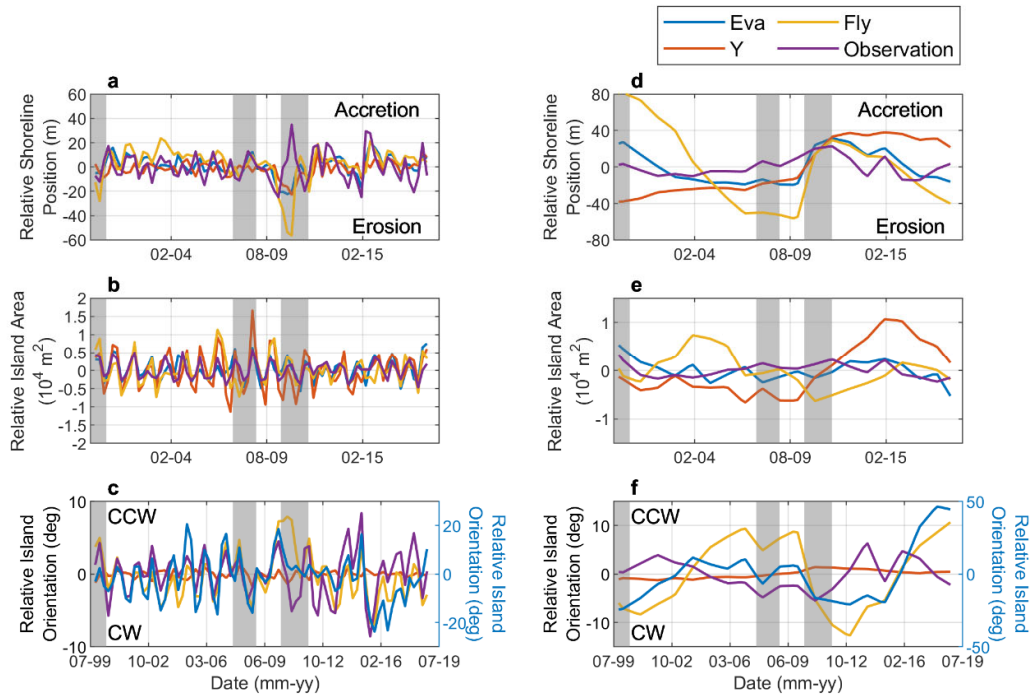 Eva
Fly
Y
Observation
a
Relative Shoreline
Position (m)
60
40
20
0
-20
-40
-60
Accretion
Erosion
02-04
08-09
02-15
d
Relative Shoreline
Position (m)
80
40
0
-40
-80
Accretion
Erosion
02-04
08-09
02-15
b
Relative Island Area
(10⁴ m²)
2
1.5
1
0.5
0
-0.5
-1
-1.5
-2
02-04
08-09
02-15
e
Relative Island Area
(10⁴ m²)
1
0
-1
02-04
08-09
02-15
c
Relative Island
Orientation (deg)
10
5
0
-5
-10
CCW
CW
20
0
-20
Relative Island
Orientation (deg)
07-99
10-02
03-06
06-09
10-12
02-16
07-19
Date (mm-yy)
f
Relative Island
Orientation (deg)
10
0
-10
CCW
CW
50
0
-50
Relative Island
Orientation (deg)
07-99
10-02
03-06
06-09
10-12
02-16
07-19
Date (mm-yy)